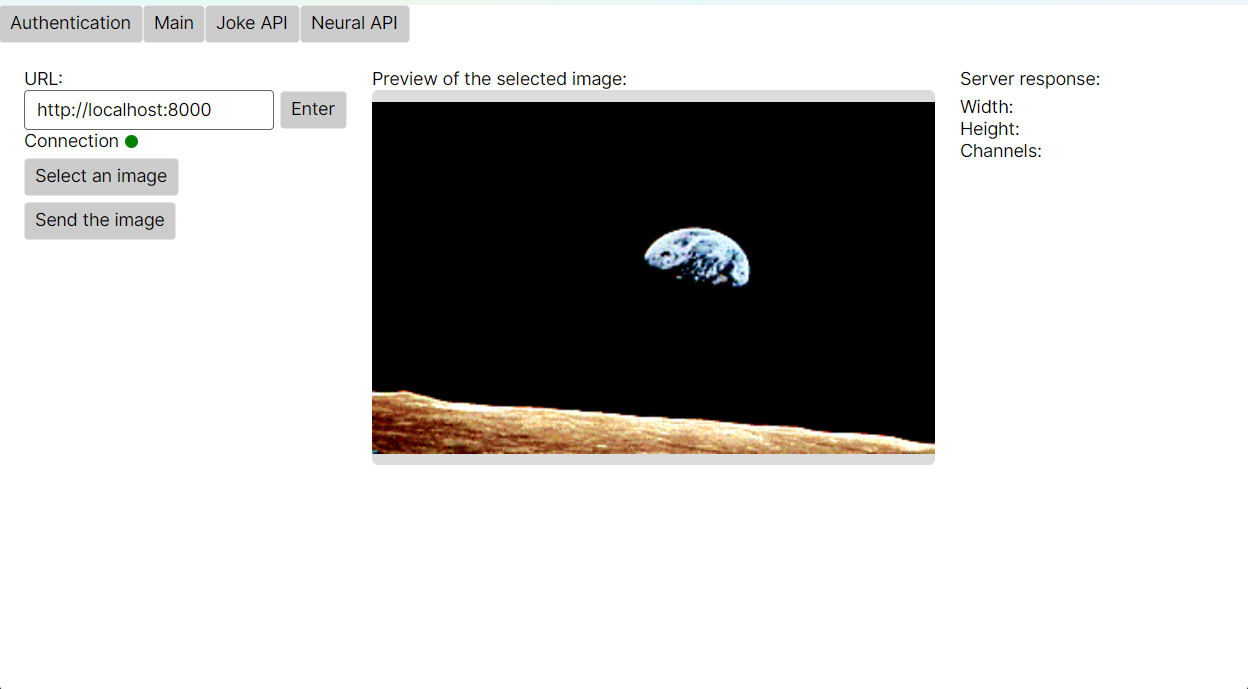 Authentication Main Joke API Neural API
URL:
http://localhost:8000 Enter
Connection
Select an image
Send the image
Preview of the selected image:
Server response:
Width:
Height:
Channels: